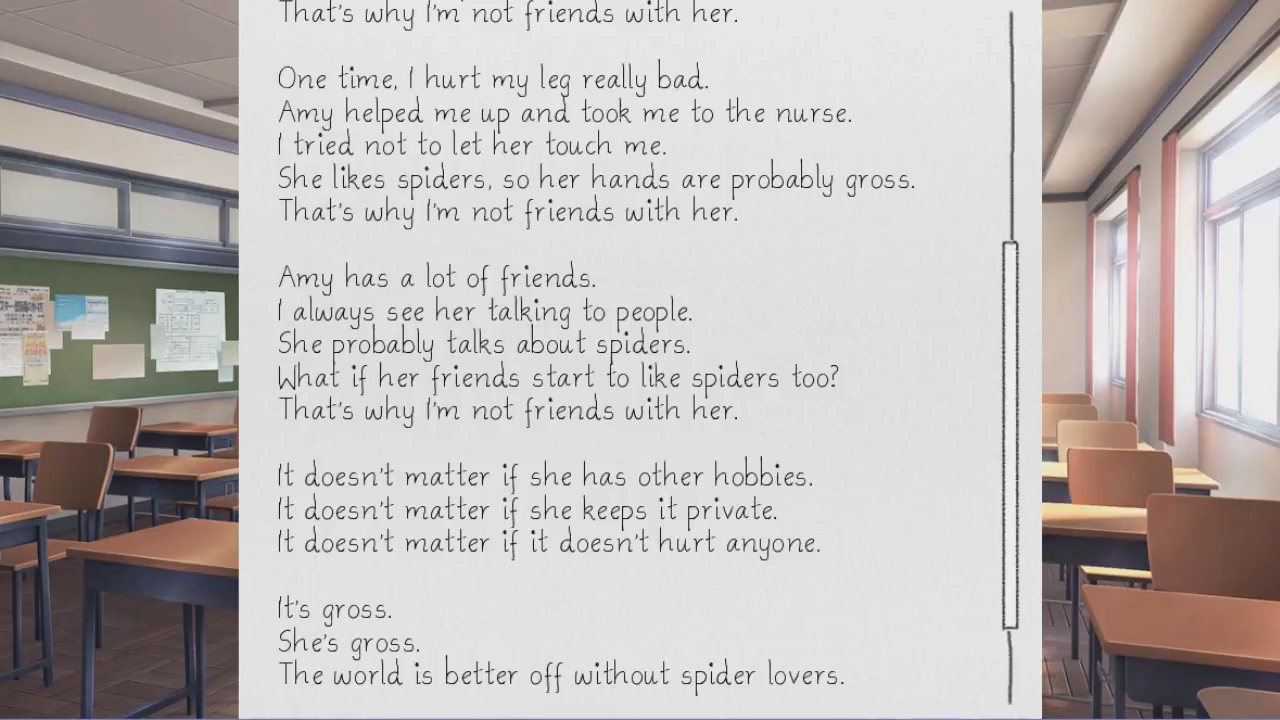 That's why I'm not friends with her.
One time, I hurt my leg really bad.
Amy helped me up and took me to the nurse.
I tried not to let her touch me.
She likes spiders, so her hands are probably gross.
That's why I'm not friends with her.
Amy has a lot of friends.
I always see her talking to people.
She probably talks about spiders.
What if her friends start to like spiders too?
That's why I'm not friends with her.
It doesn't matter if she has other hobbies.
It doesn't matter if she keeps it private.
It doesn't matter if it doesn't hurt anyone.
It's gross.
She's gross.
The world is better off without spider lovers.